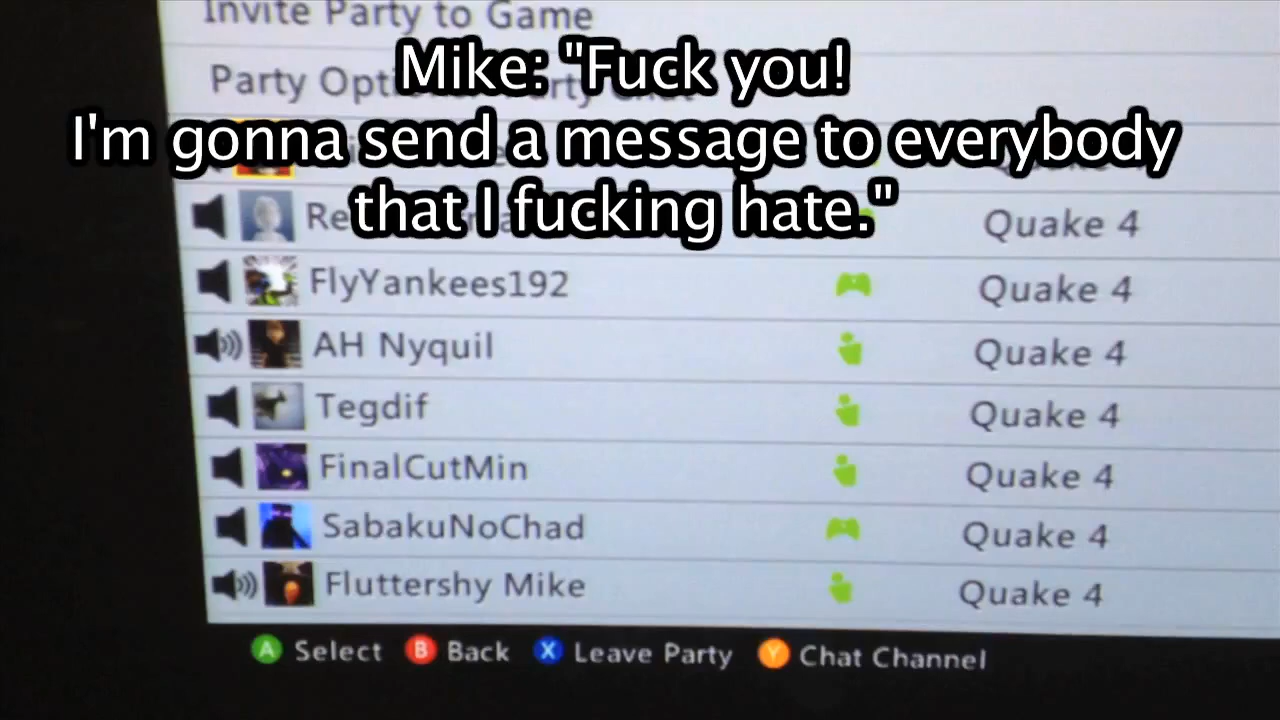 Invite Party to Game
Mike: "Fuck you!
I'm gonna send a message to everybody
that I fucking hate."
Party
Quake 4
FlyYankees192 Quake 4
AH Nyquil Quake 4
Tegdif Quake 4
FinalCutMin Quake 4
SabakuNoChad Quake 4
Fluttershy Mike Quake 4
A Select B Back X Leave Party Y Chat Channel